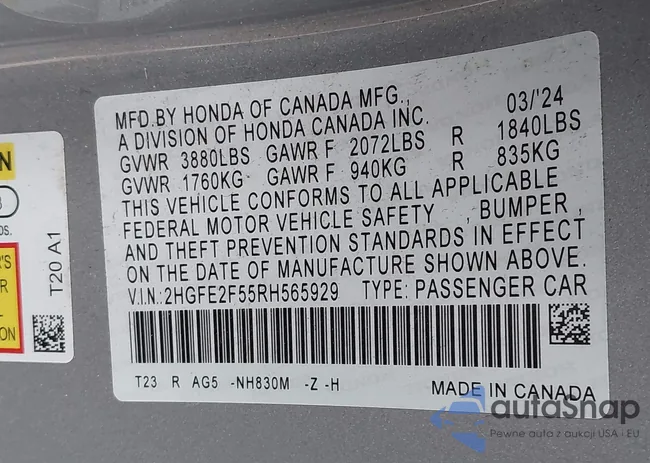 MFD.BY HONDA OF CANADA MFG., 03/'24
A DIVISION OF HONDA CANADA INC.
GVWR 3880LBS GAWR F 2072LBS R 1840LBS
GVWR 1760KG GAWR F 940KG R 835KG
THIS VEHICLE CONFORMS TO ALL APPLICABLE
FEDERAL MOTOR VEHICLE SAFETY , BUMPER ,
AND THEFT PREVENTION STANDARDS IN EFFECT
ON DATE OF MANUFACTURE SHOWN ABOVE.
V.I.N.:2HGFE2F55RH565929 TYPE: PASSENGER CAR
T23 R AG5 -NH830M -Z -H MADE IN CANADA
T20 A1
autoSnap
Pewne auta z aukcji USA i EU